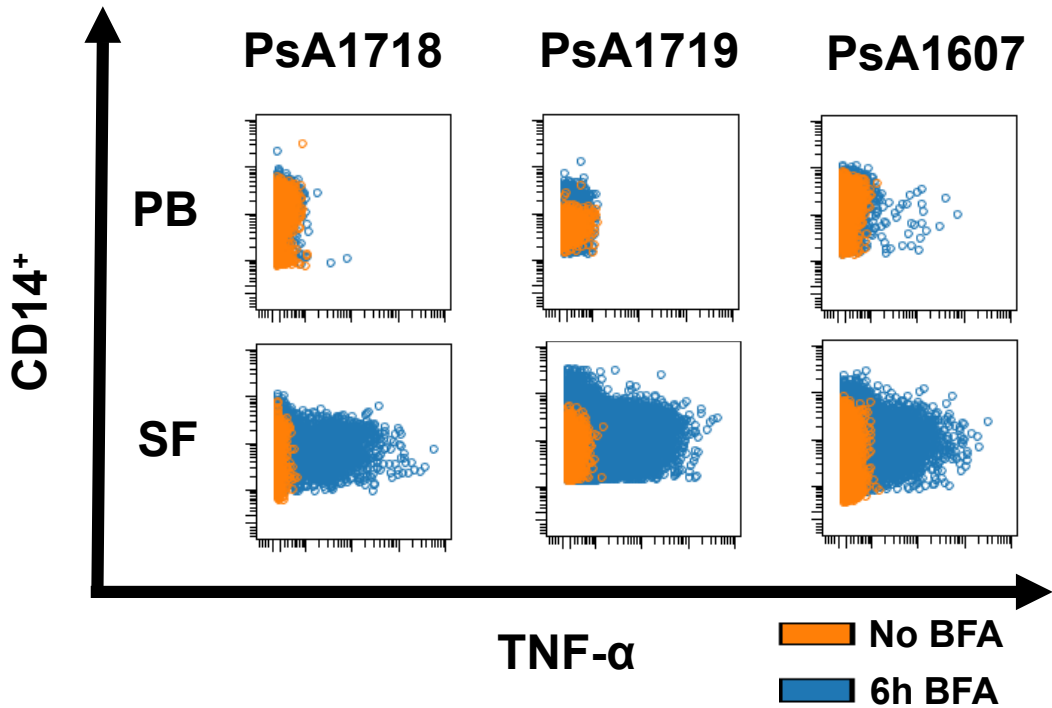 PsA1718 PsA1719 PsA1607
PB
SF
CD14⁺
TNF-α
No BFA
6h BFA